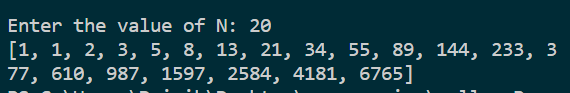 Enter the value of N: 20
[1, 1, 2, 3, 5, 8, 13, 21, 34, 55, 89, 144, 233, 3
77, 610, 987, 1597, 2584, 4181, 6765]